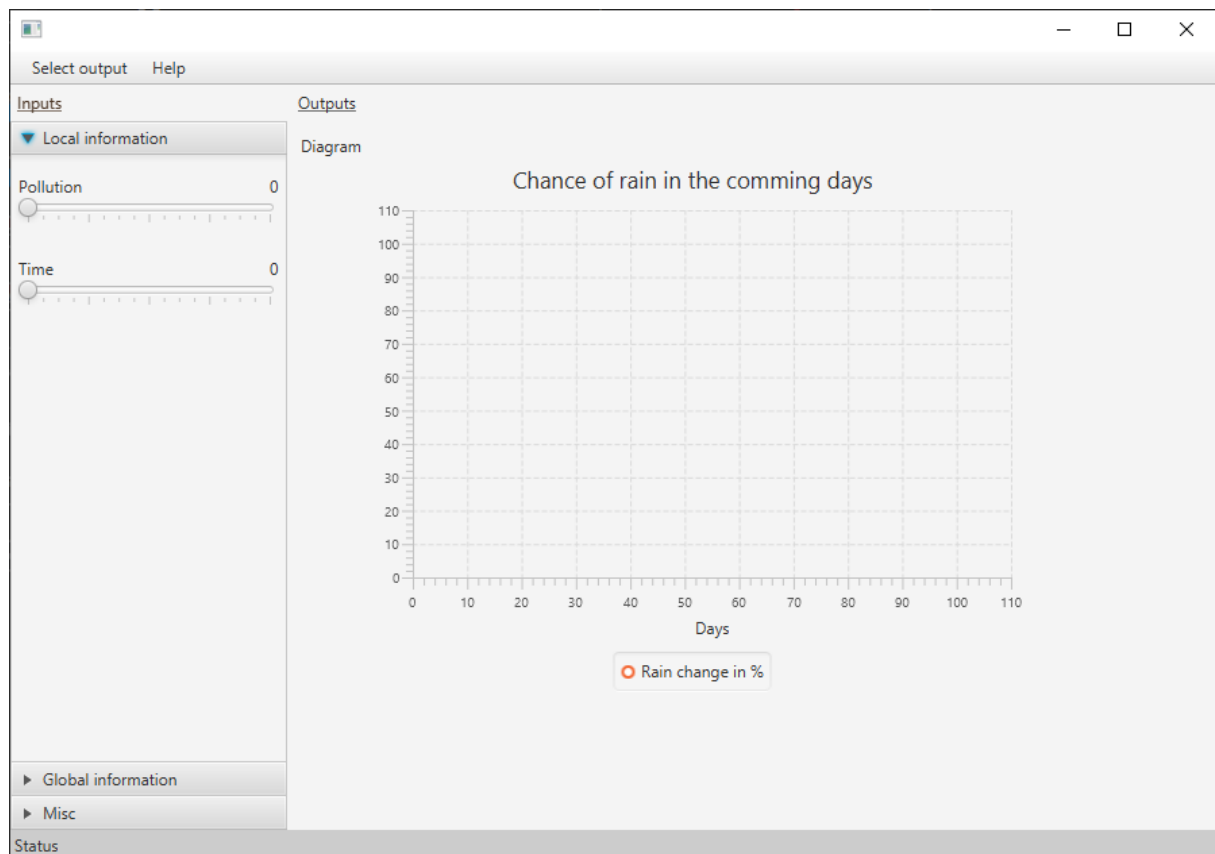 Select output Help
Inputs
Local information
Pollution 0
Time 0
Global information
Misc
Outputs
Diagram
Chance of rain in the comming days
110
100
90
80
70
60
50
40
30
20
10
0
0 10 20 30 40 50 60 70 80 90 100 110
Days
Rain change in %
Status